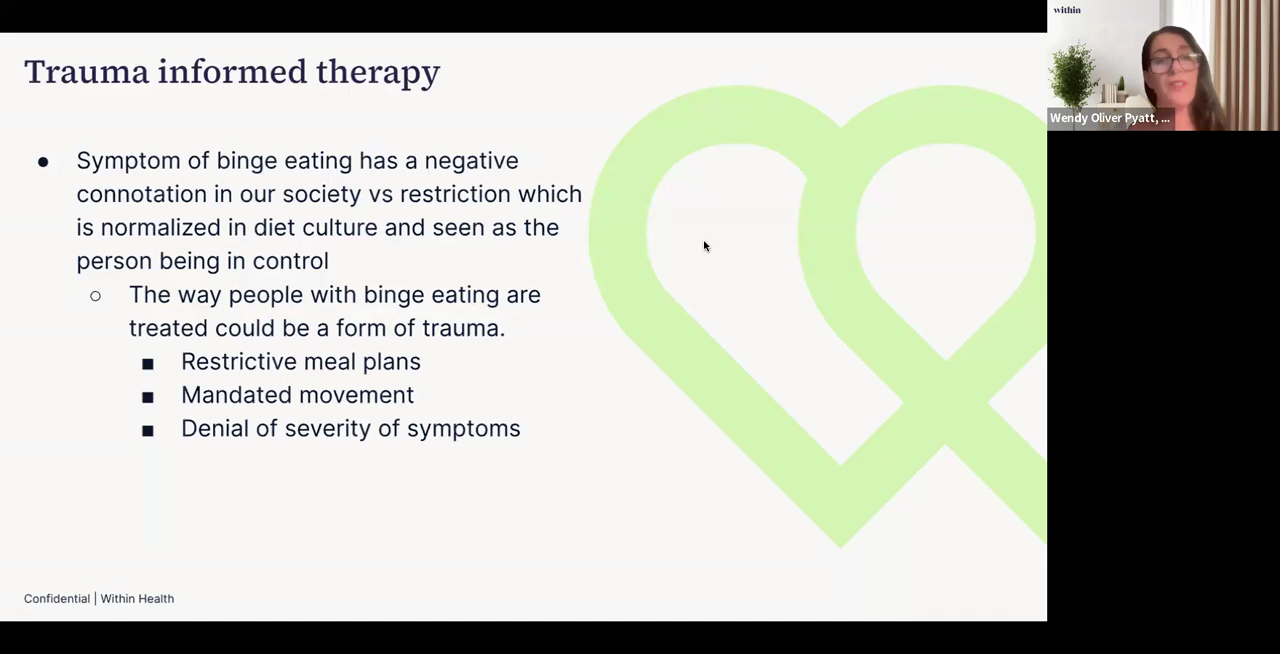 Trauma informed therapy
● Symptom of binge eating has a negative
connotation in our society vs restriction which
is normalized in diet culture and seen as the
person being in control
○ The way people with binge eating are
treated could be a form of trauma.
■ Restrictive meal plans
■ Mandated movement
■ Denial of severity of symptoms
Confidential | Within Health
within
Wendy Oliver Pyatt, ...